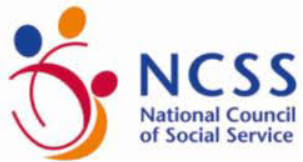 NCSS
National Council
of Social Service